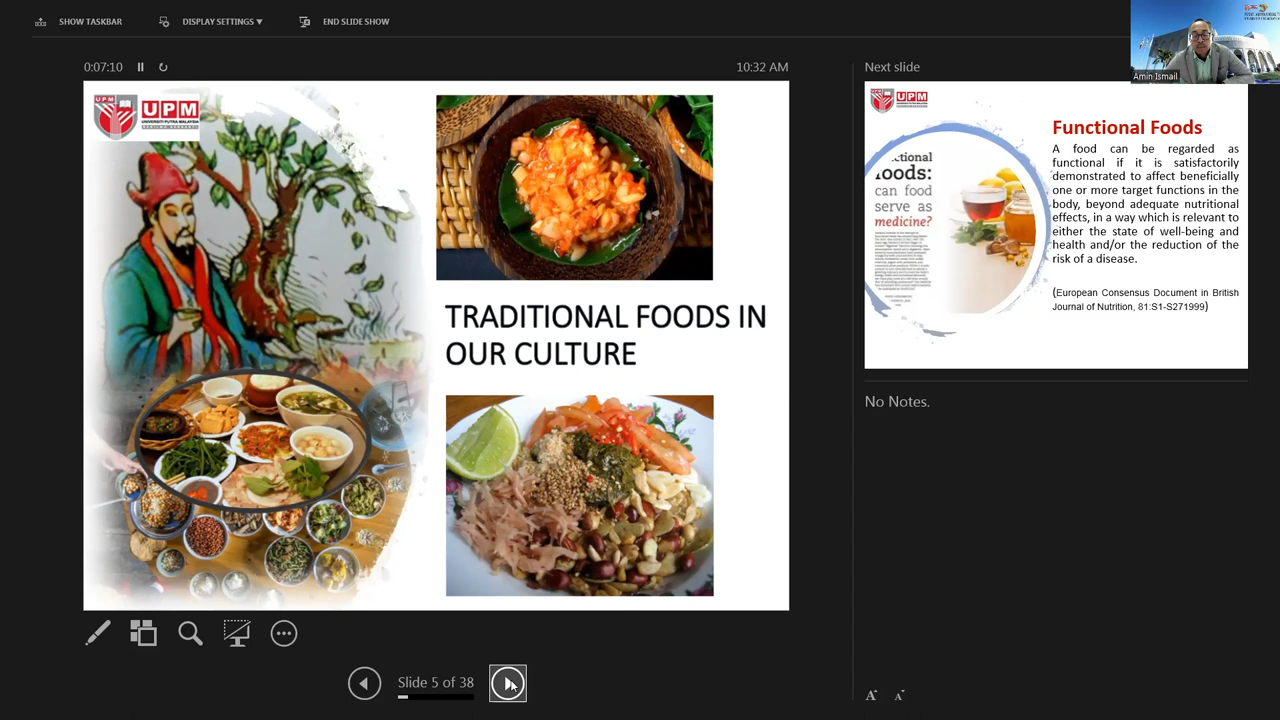 SHOW TASKBAR
DISPLAY SETTINGS ▼
END SLIDE SHOW
0:07:10
10:32 AM
UPM
UPM
UNIVERSITI PUTRA MALAYSIA
TRADITIONAL FOODS IN
OUR CULTURE
Slide 5 of 38
Amin Ismail
Next slide
UPM
Functional Foods
A food can be regarded as
functional if it is satisfactorily
demonstrated to affect beneficially
one or more target functions in the
body, beyond adequate nutritional
effects, in a way which is relevant to
either the state of well-being and
health and/or the reduction of the
risk of a disease.
(European Consensus Document in British
Journal of Nutrition, 81:S1-S271999)
ctional
foods:
can food
serve as
medicine?
No Notes.
A A